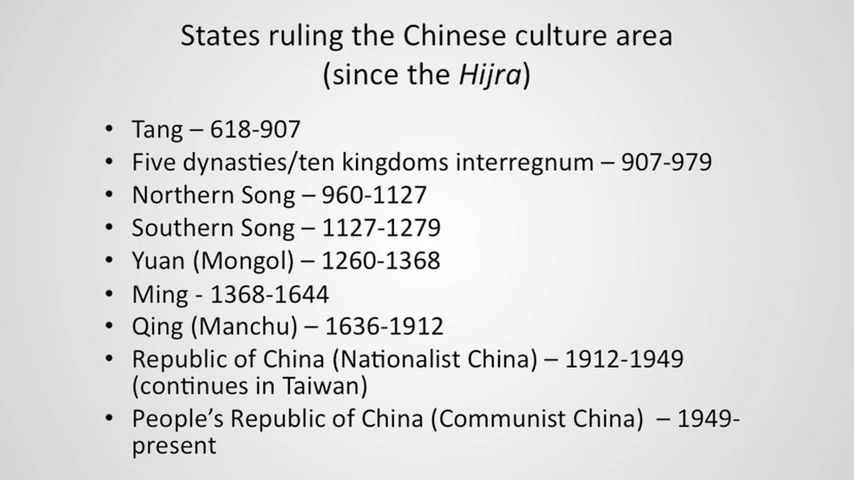 States ruling the Chinese culture area
(since the Hijra)
• Tang – 618-907
• Five dynasties/ten kingdoms interregnum – 907-979
• Northern Song – 960-1127
• Southern Song – 1127-1279
• Yuan (Mongol) – 1260-1368
• Ming - 1368-1644
• Qing (Manchu) – 1636-1912
• Republic of China (Nationalist China) – 1912-1949
(continues in Taiwan)
• People’s Republic of China (Communist China) – 1949-
present